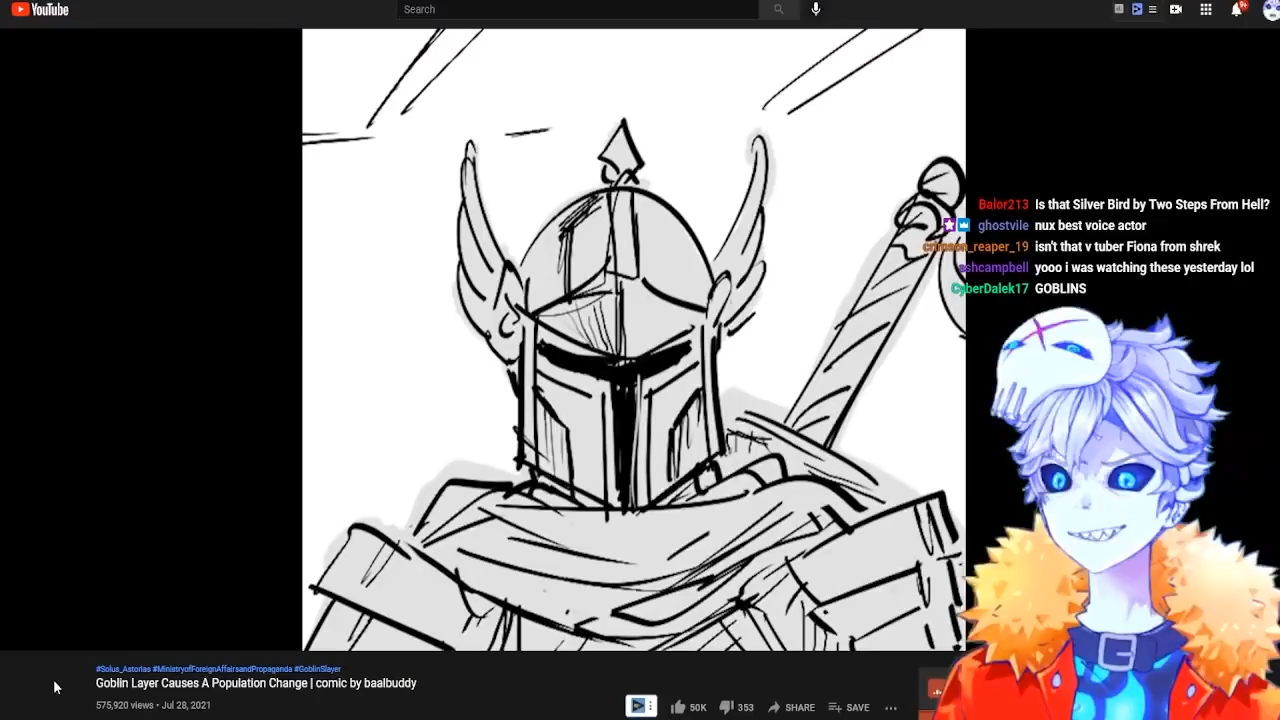 YouTube
Search
9+
Balor213 Is that Silver Bird by Two Steps From Hell?
ghostvile nux best voice actor
crimson_reaper_19 isn't that v tuber Fiona from shrek
ashcampbell yooo i was watching these yesterday lol
CyberDalek17 GOBLINS
#Solus_Astorias #MinistryofForeignAffairsandPropaganda #GoblinSlayer
Goblin Layer Causes A Population Change | comic by baalbuddy
575,920 views • Jul 28, 2021
50K 353 SHARE SAVE